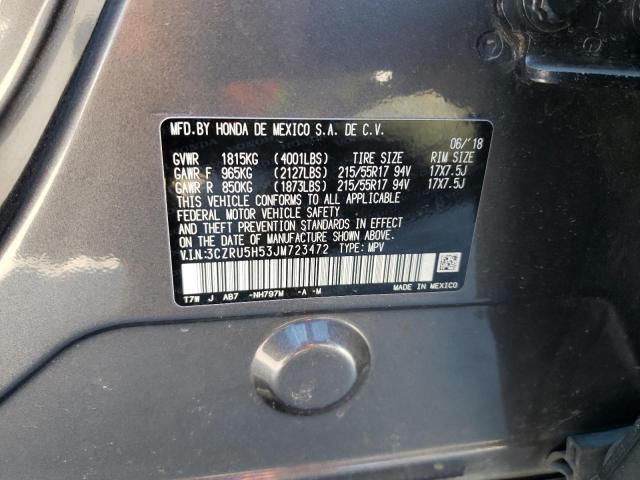 MFD.BY HONDA DE MEXICO S.A. DE C.V. 06/'18
GVWR 1815KG (4001LBS) TIRE SIZE RIM SIZE
GAWR F 965KG (2127LBS) 215/55R17 94V 17X7.5J
GAWR R 850KG (1873LBS) 215/55R17 94V 17X7.5J
THIS VEHICLE CONFORMS TO ALL APPLICABLE
FEDERAL MOTOR VEHICLE SAFETY
AND THEFT PREVENTION STANDARDS IN EFFECT
ON THE DATE OF MANUFACTURE SHOWN ABOVE.
V.I.N.:3CZRU5H53JM723472 TYPE: MPV
T7W J AB7 -NH797M -A -M
MADE IN MEXICO